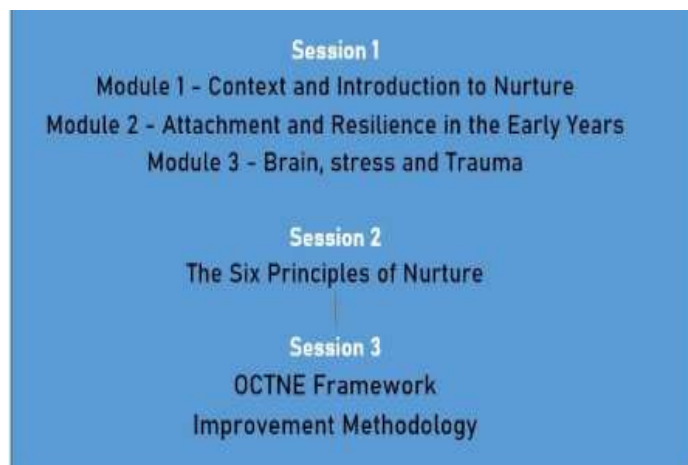 Session 1
Module 1 - Context and Introduction to Nurture
Module 2 - Attachment and Resilience in the Early Years
Module 3 - Brain, stress and Trauma
Session 2
The Six Principles of Nurture
Session 3
OCTNE Framework
Improvement Methodology